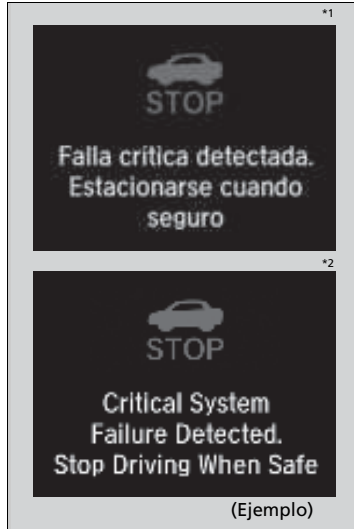 *1
STOP
Falla crítica detectada.
Estacionarse cuando
seguro
*2
STOP
Critical System
Failure Detected.
Stop Driving When Safe
(Ejemplo)